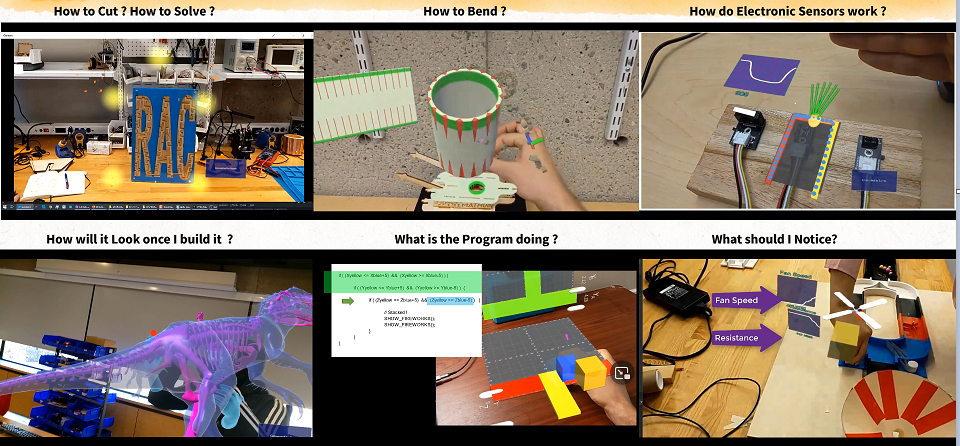 How to Cut ? How to Solve ?
How to Bend ?
How do Electronic Sensors work ?
RAC
How will it Look once I build it ?
What is the Program doing ?
What should I Notice?
if ( (Xyellow <= Xblue+5) && (Xyellow >= Xblue-5) ) {
if ( (Yyellow <= Yblue+5) && (Yyellow >= Yblue-5) ) {
if ( (Zyellow <= Zblue+5) && (Zyellow >= Zblue-5) ) {
// Stacked !
SHOW_FIREWORKS();
SHOW_FIREWORKS();
}
}
}
Fan Speed
Fan Speed
Resistance